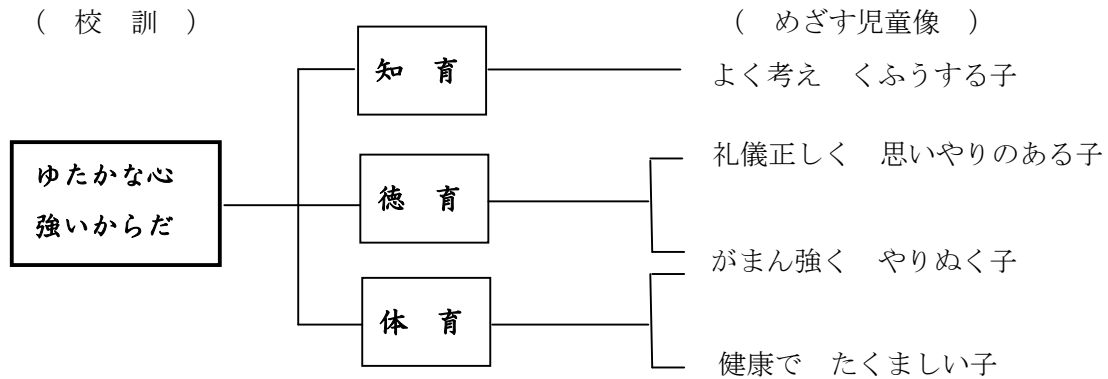 （　校　訓　）
（　めざす児童像　）
知　育
よく考え　くふうする子
ゆたかな心
強いからだ
徳　育
礼儀正しく　思いやりのある子
がまん強く　やりぬく子
体　育
健康で　たくましい子